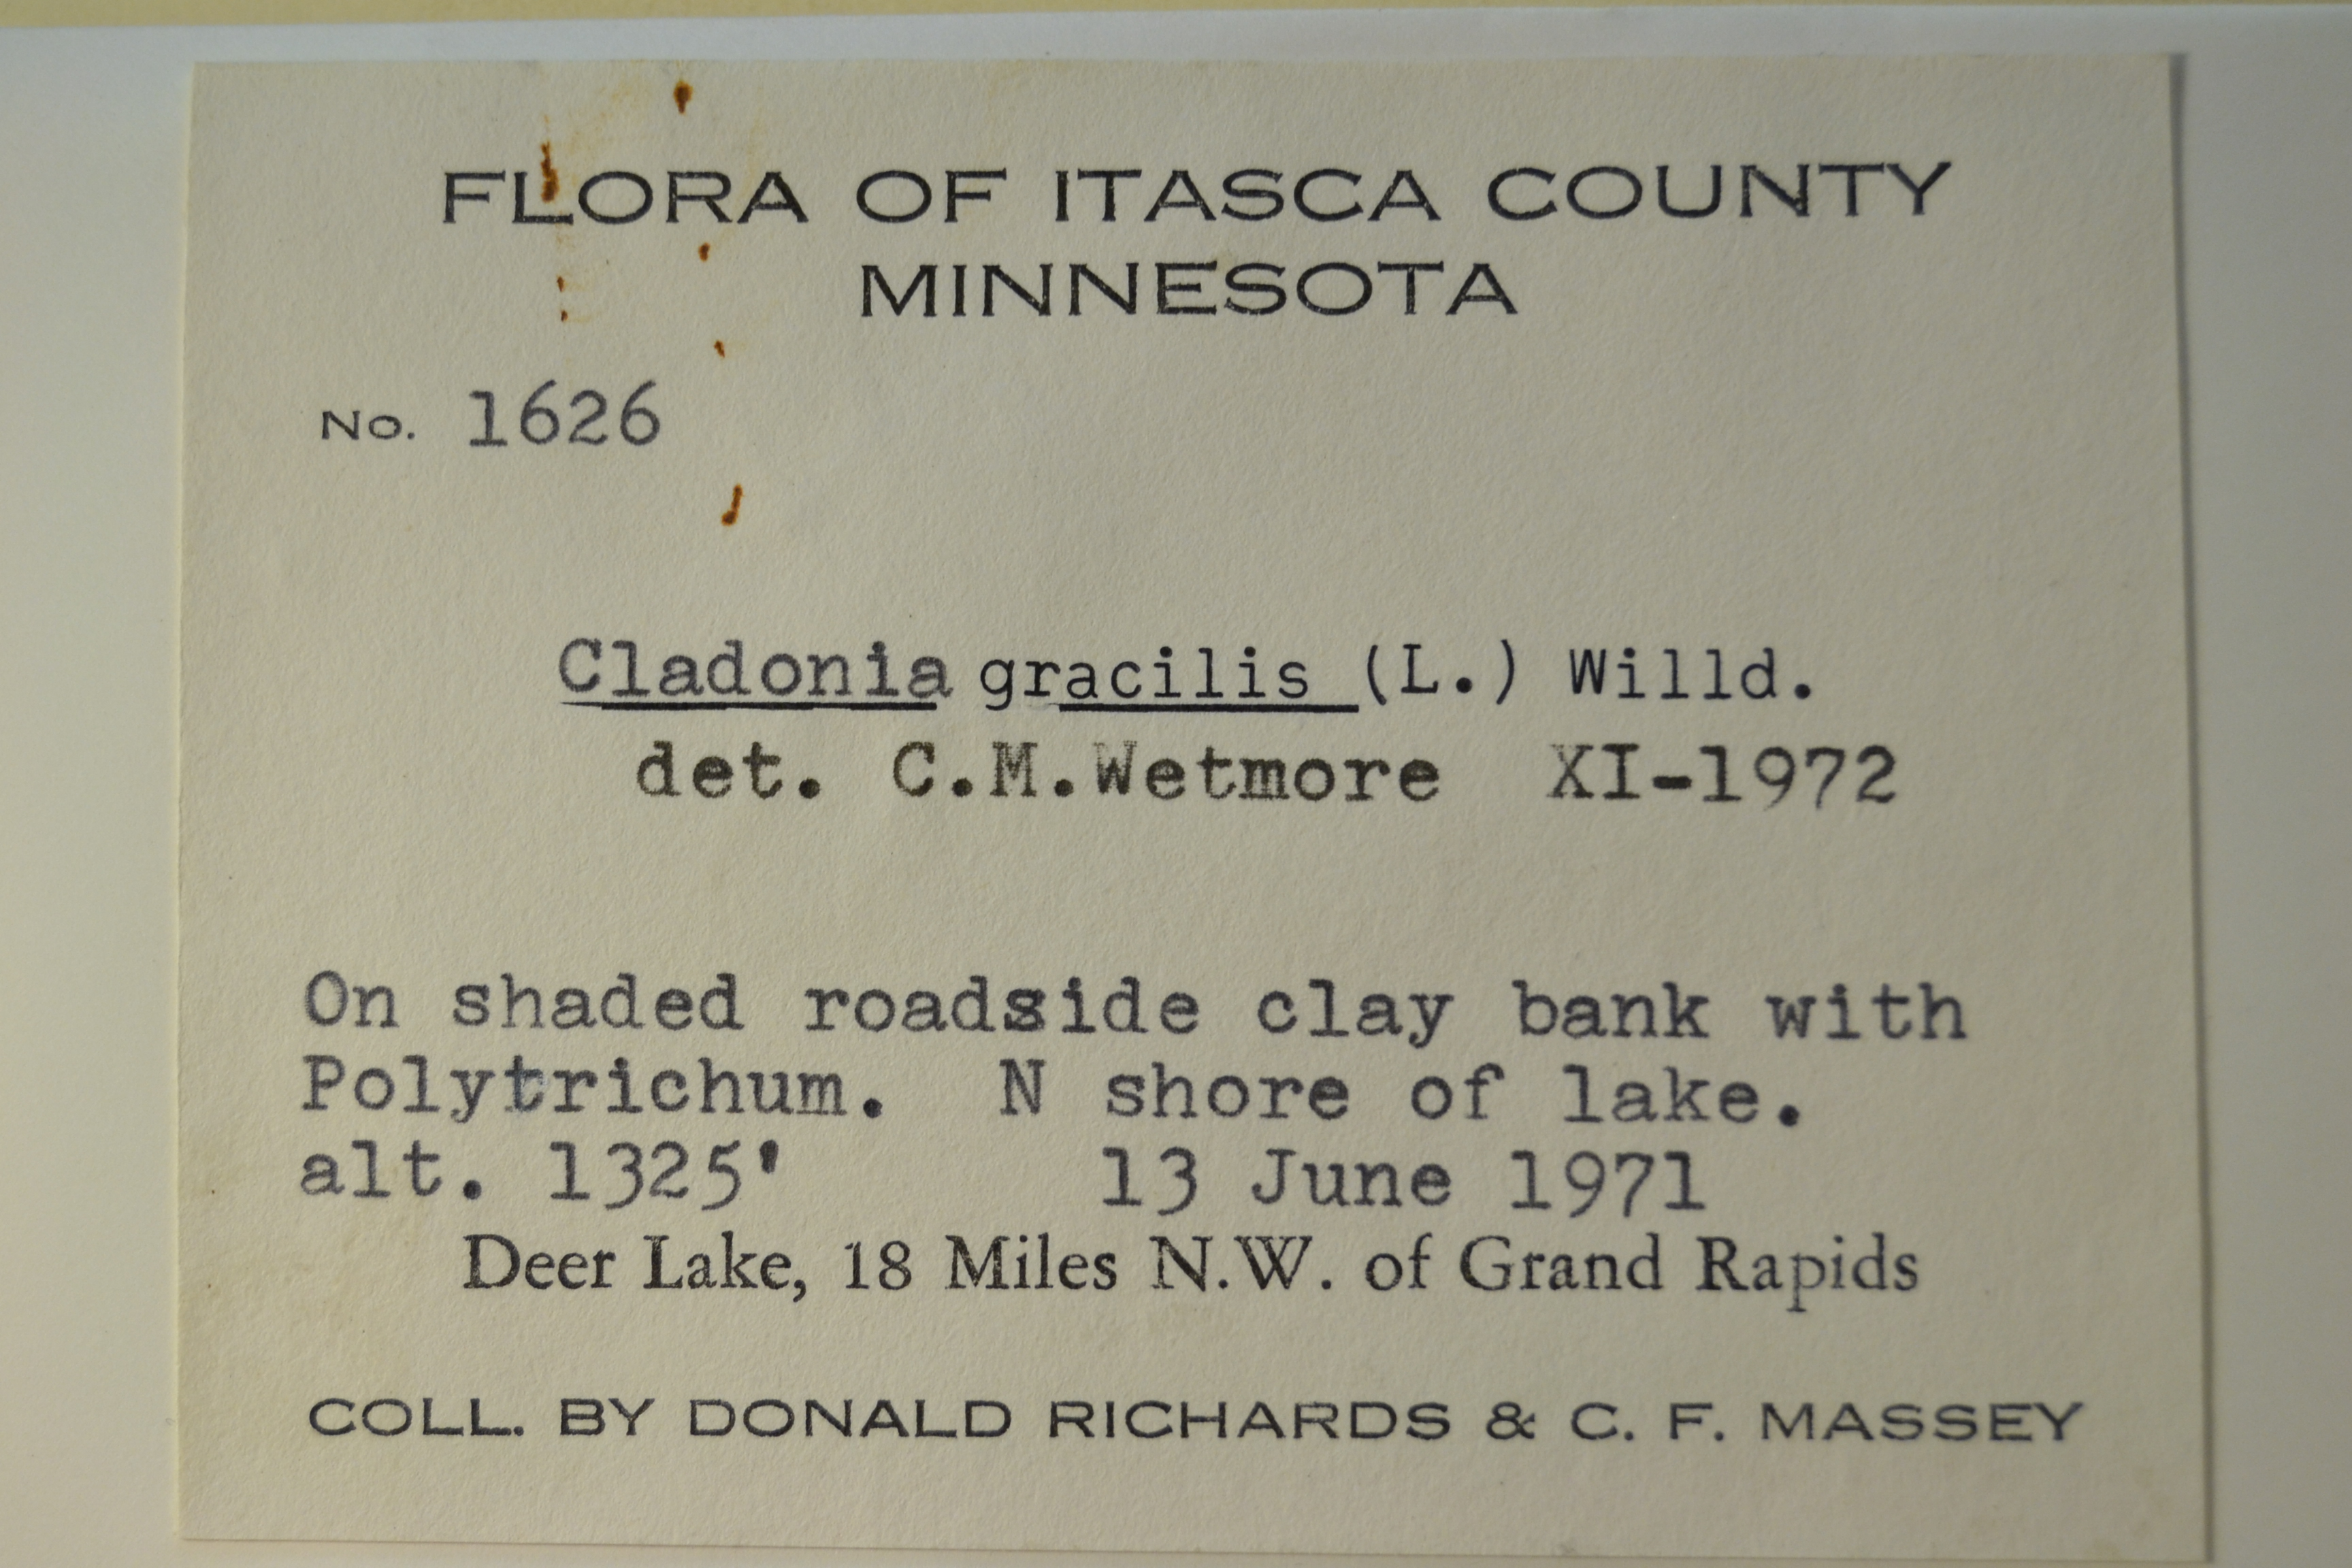 FLORA OF ITASCA COUNTY
MINNESOTA
No. 1626
Cladonia gracilis (L.) Willd.
det. C.M.Wetmore XI-1972
On shaded roadside clay bank with
Polytrichum. N shore of lake.
alt. 1325' 13 June 1971
Deer Lake, 18 Miles N.W. of Grand Rapids
COLL. BY DONALD RICHARDS & C. F. MASSEY